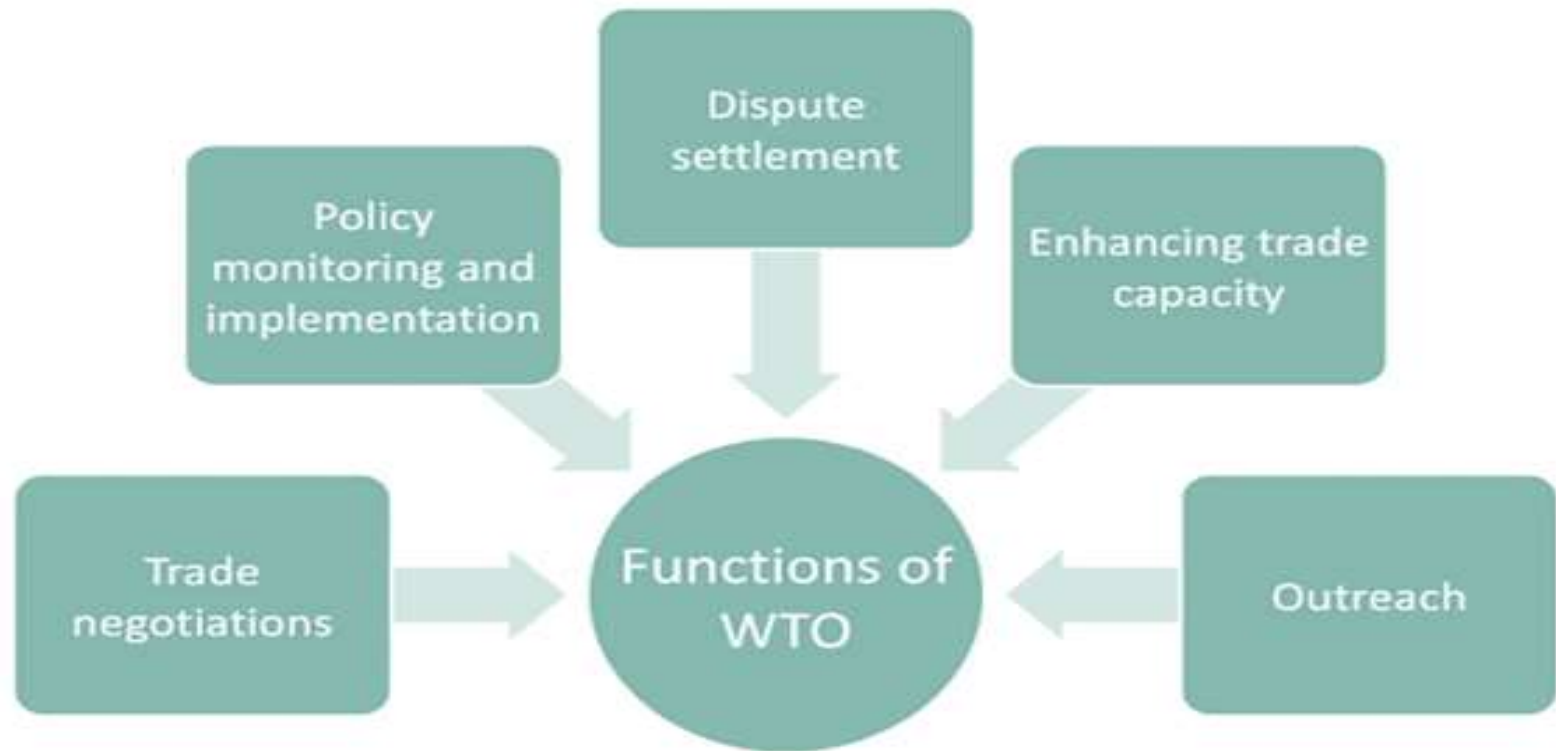 Dispute
settlement
Policy
monitoring and
implementation
Enhancing trade
capacity
Trade
negotiations
Functions of
WTO
Outreach